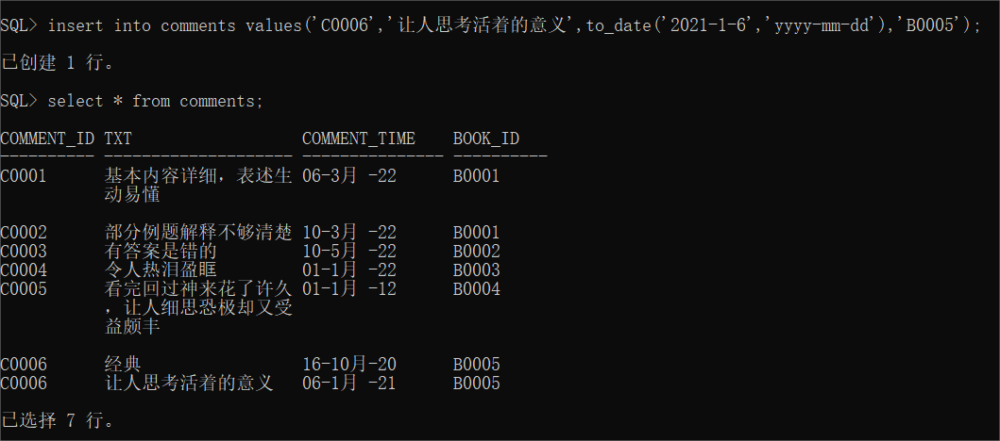 SQL> insert into comments values('C0006','让人思考活着的意义',to_date('2021-1-6','yyyy-mm-dd'),'B0005');
已创建 1 行。
SQL> select * from comments;
COMMENT_ID TXT                  COMMENT_TIME    BOOK_ID
---------- -------------------- --------------- ----------
C0001      基本内容详细，表述生 06-3月 -22      B0001
           动易懂
C0002      部分例题解释不够清楚 10-3月 -22      B0001
C0003      有答案是错的         10-5月 -22      B0002
C0004      令人热泪盈眶         01-1月 -22      B0003
C0005      看完回过神来花了许久 01-1月 -12      B0004
           ，让人细思恐极却又受
           益颇丰
C0006      经典                 16-10月-20      B0005
C0006      让人思考活着的意义   06-1月 -21      B0005
已选择 7 行。